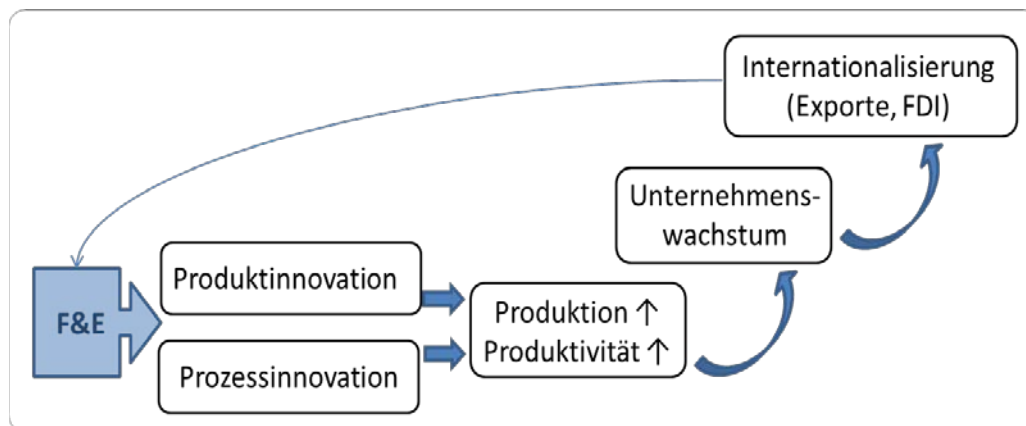 Internationalisierung
(Exporte, FDI)
Unternehmens-
wachstum
Produktinnovation
F&E
Produktion ↑
Produktivität ↑
Prozessinnovation